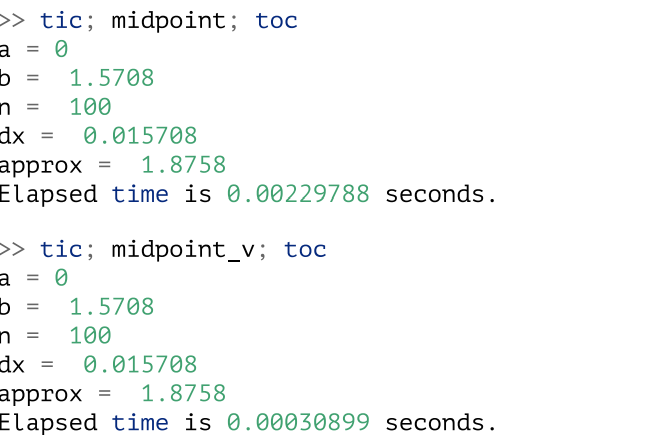 >> tic; midpoint; toc
a = 0
b =  1.5708
n =  100
dx =  0.015708
approx =  1.8758
Elapsed time is 0.00229788 seconds.
>> tic; midpoint_v; toc
a = 0
b =  1.5708
n =  100
dx =  0.015708
approx =  1.8758
Elapsed time is 0.00030899 seconds.